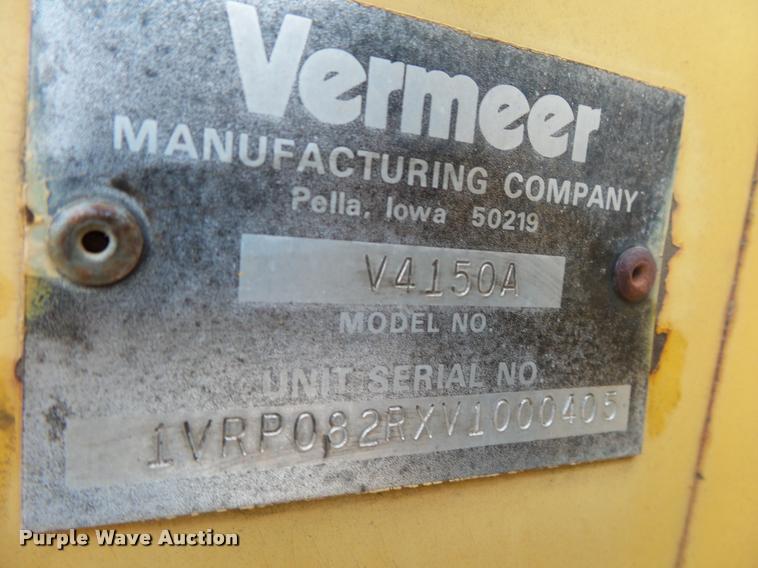 Vermeer
MANUFACTURING COMPANY
Pella, Iowa 50219
V4150A
MODEL NO.
UNIT SERIAL NO
1VRP082RXV1000405
Purple Wave Auction